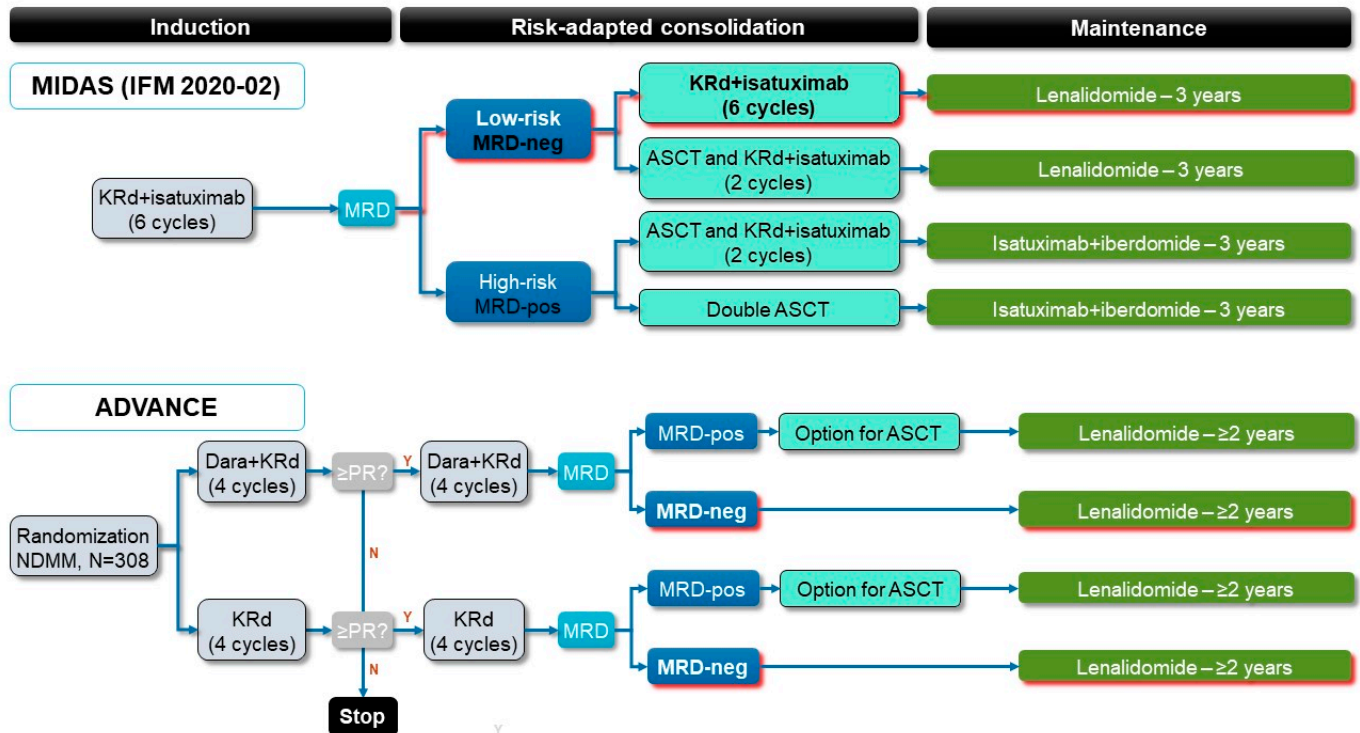 Induction
Risk-adapted consolidation
Maintenance
MIDAS (IFM 2020-02)
KRd+isatuximab
(6 cycles)
MRD
Low-risk
MRD-neg
KRd+isatuximab
(6 cycles)
Lenalidomide – 3 years
ASCT and KRd+isatuximab
(2 cycles)
Lenalidomide – 3 years
High-risk
MRD-pos
ASCT and KRd+isatuximab
(2 cycles)
Isatuximab+iberdomide – 3 years
Double ASCT
Isatuximab+iberdomide – 3 years
ADVANCE
Randomization
NDMM, N=308
Dara+KRd
(4 cycles)
≥PR?
Y
N
Dara+KRd
(4 cycles)
MRD
MRD-pos
Option for ASCT
Lenalidomide – ≥2 years
MRD-neg
Lenalidomide – ≥2 years
KRd
(4 cycles)
≥PR?
Y
N
KRd
(4 cycles)
MRD
MRD-pos
Option for ASCT
Lenalidomide – ≥2 years
MRD-neg
Lenalidomide – ≥2 years
Stop
Y